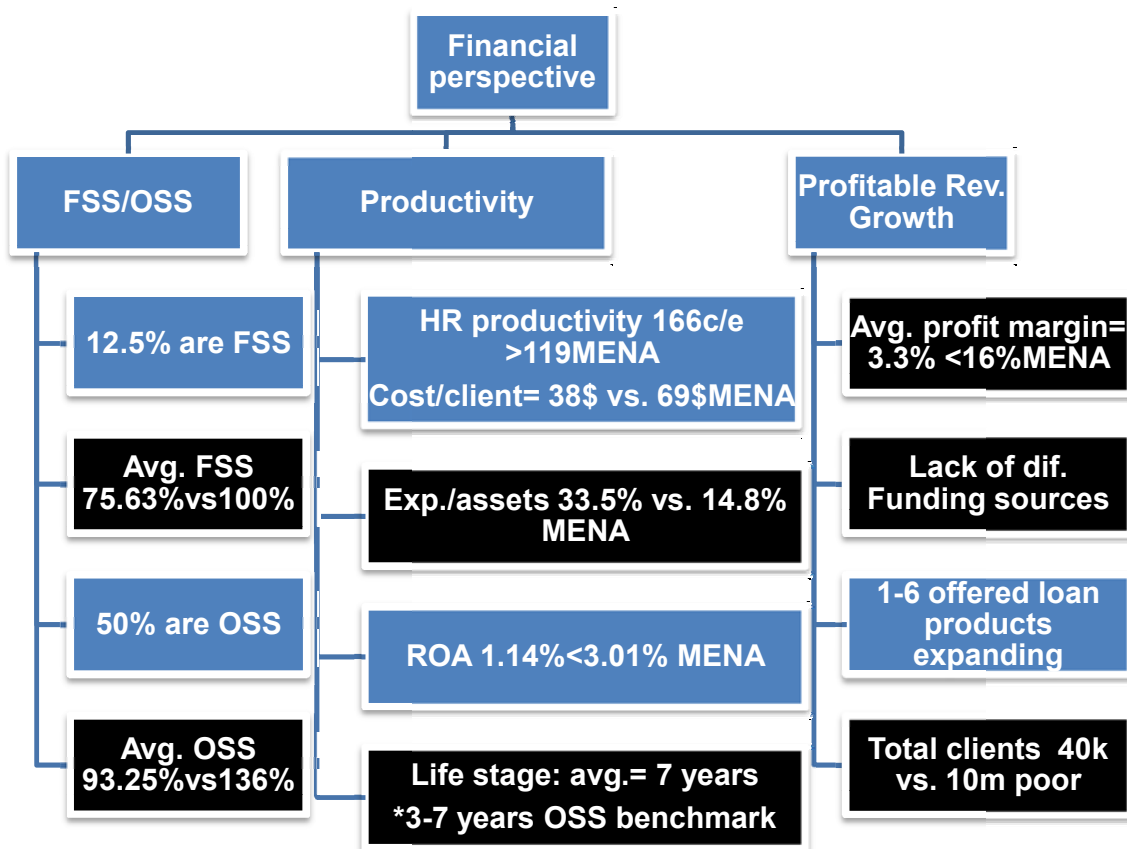 Financial
perspective
FSS/OSS
12.5% are FSS
Avg. FSS
75.63%vs100%
50% are OSS
Avg. OSS
93.25%vs136%
Productivity
HR productivity 166c/e
>119MENA
Cost/client= 38$ vs. 69$MENA
Exp./assets 33.5% vs. 14.8%
MENA
ROA 1.14%<3.01% MENA
Life stage: avg.= 7 years
*3-7 years OSS benchmark
Profitable Rev.
Growth
Avg. profit margin=
3.3% <16%MENA
Lack of dif.
Funding sources
1-6 offered loan
products
expanding
Total clients 40k
vs. 10m poor